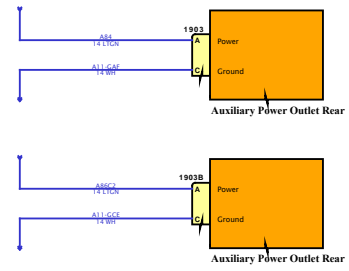 1903
A84
14 LTGN
A
Power
A11-GAF
14 WH
C
Ground
Auxiliary Power Outlet Rear
1903B
A86C2
14 LTGN
A
Power
A11-GCE
14 WH
C
Ground
Auxiliary Power Outlet Rear